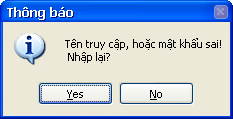 Thông báo
Tên truy cập, hoặc mật khẩu sai!
Nhập lại?
Yes
No